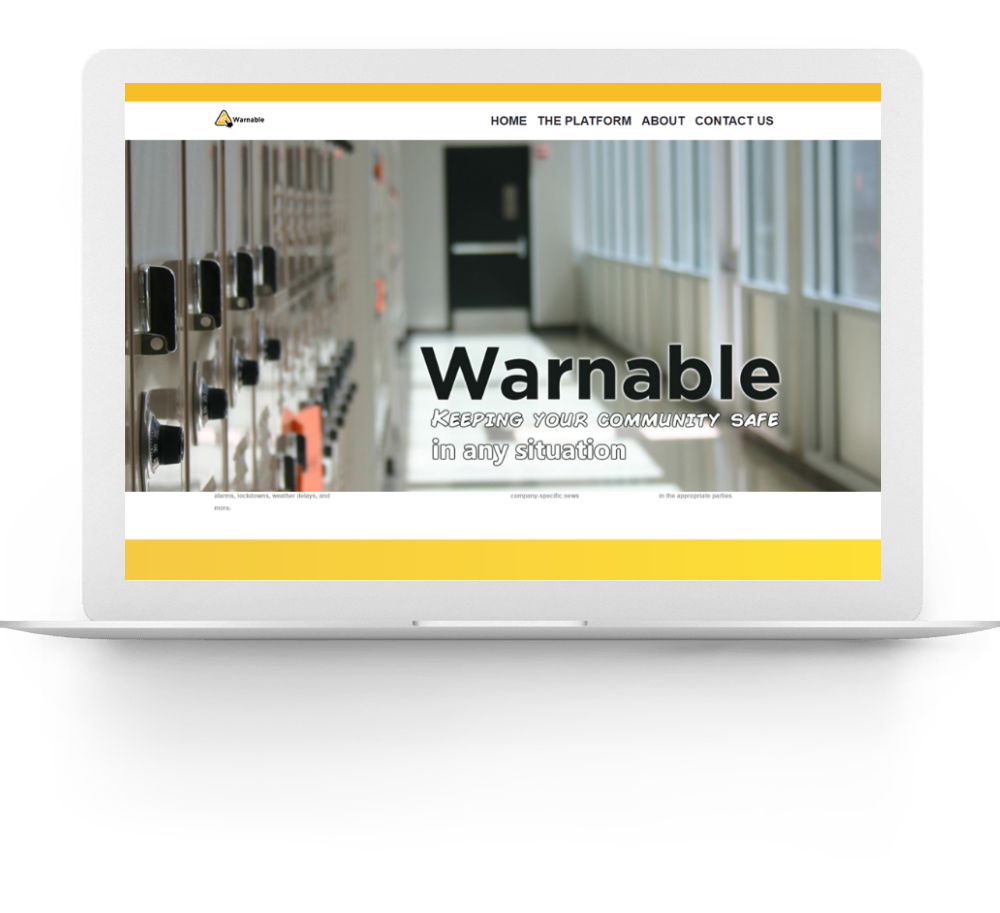 Warnable
HOME THE PLATFORM ABOUT CONTACT US
Warnable
KEEPING YOUR COMMUNITY SAFE
in any situation
alarms, lockdowns, weather delays, and
company-specific news
in the appropriate parties
more.